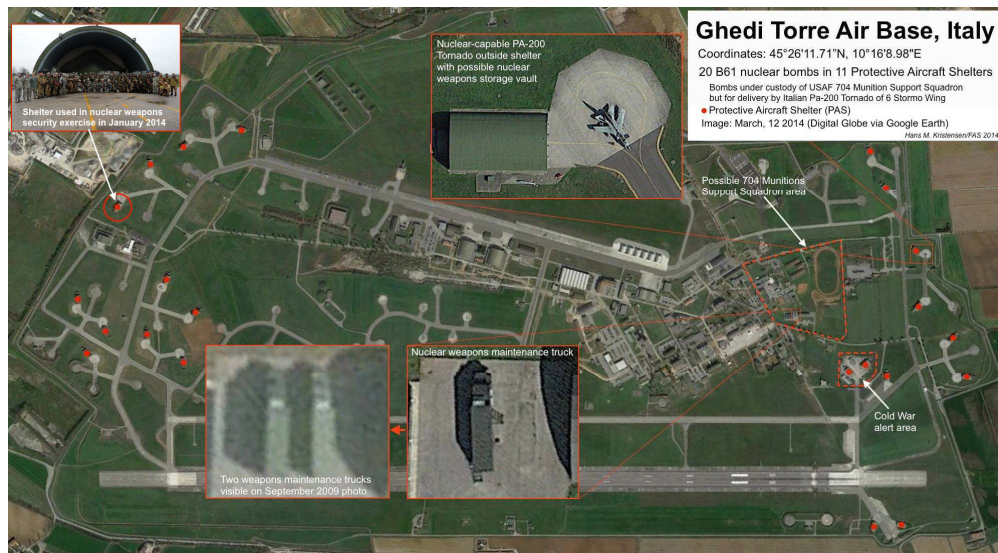 Ghedi Torre Air Base, Italy
Coordinates: 45°26'11.71"N, 10°16'8.98"E
20 B61 nuclear bombs in 11 Protective Aircraft Shelters
Bombs under custody of USAF 704 Munition Support Squadron
but for delivery by Italian Pa-200 Tornado of 6 Stormo Wing
Protective Aircraft Shelter (PAS)
Image: March, 12 2014 (Digital Globe via Google Earth)
Hans M. Kristensen/FAS 2014
Nuclear-capable PA-200
Tornado outside shelter
with possible nuclear
weapons storage vault
Shelter used in nuclear weapons
security exercise in January 2014
Possible 704 Munitions
Support Squadron area
Nuclear weapons maintenance truck
Cold War
alert area
Two weapons maintenance trucks
visible on September 2009 photo